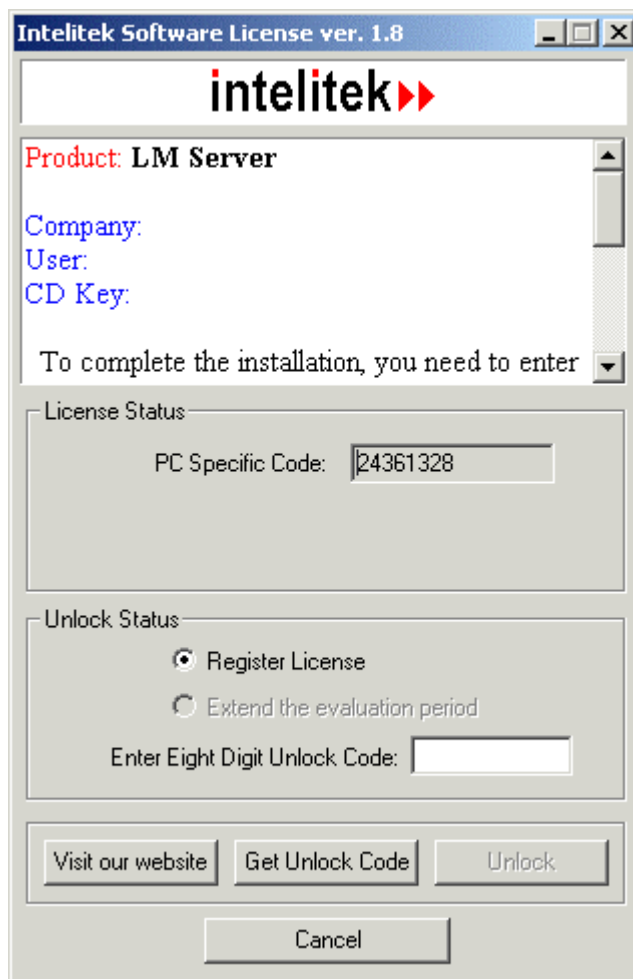 Intelitek Software License ver. 1.8
intelitek
Product: LM Server
Company:
User:
CD Key:
To complete the installation, you need to enter
License Status
PC Specific Code: 24361328
Unlock Status
Register License
Extend the evaluation period
Enter Eight Digit Unlock Code:
Visit our website Get Unlock Code Unlock
Cancel